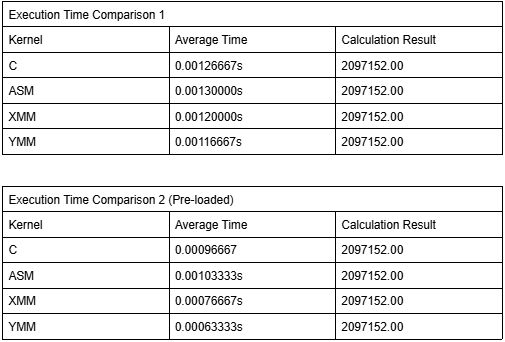 Execution Time Comparison 1
Kernel Average Time Calculation Result
C 0.00126667s 2097152.00
ASM 0.00130000s 2097152.00
XMM 0.00120000s 2097152.00
YMM 0.00116667s 2097152.00
Execution Time Comparison 2 (Pre-loaded)
Kernel Average Time Calculation Result
C 0.00096667 2097152.00
ASM 0.00103333s 2097152.00
XMM 0.00076667s 2097152.00
YMM 0.00063333s 2097152.00